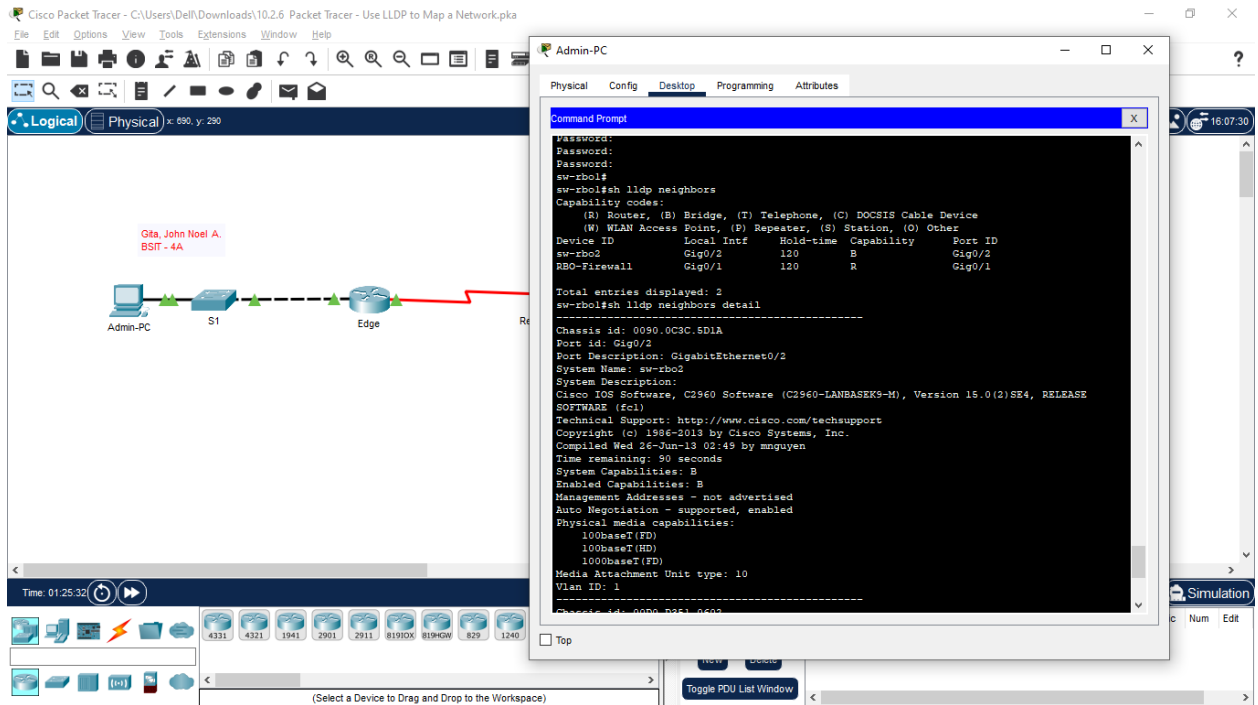 Cisco Packet Tracer - C:\Users\Dell\Downloads\10.2.6 Packet Tracer - Use LLDP to Map a Network.pka
File Edit Options View Tools Extensions Window Help
?
Logical Physical x: 690, y: 290
16:07:30
Gita, John Noel A.
BSIT - 4A
Admin-PC
S1
Edge
Re
Admin-PC
Physical Config Desktop Programming Attributes
Command Prompt X
Password:
Password:
Password:
sw-rbo1#
sw-rbo1#sh lldp neighbors
Capability codes:
(R) Router, (B) Bridge, (T) Telephone, (C) DOCSIS Cable Device
(W) WLAN Access Point, (P) Repeater, (S) Station, (O) Other
Device ID Local Intf Hold-time Capability Port ID
sw-rbo2 Gig0/2 120 B Gig0/2
RBO-Firewall Gig0/1 120 R Gig0/1
Total entries displayed: 2
sw-rbo1#sh lldp neighbors detail
------------------------------------------------
Chassis id: 0090.0C3C.5D1A
Port id: Gig0/2
Port Description: GigabitEthernet0/2
System Name: sw-rbo2
System Description:
Cisco IOS Software, C2960 Software (C2960-LANBASEK9-M), Version 15.0(2)SE4, RELEASE
SOFTWARE (fc1)
Technical Support: http://www.cisco.com/techsupport
Copyright (c) 1986-2013 by Cisco Systems, Inc.
Compiled Wed 26-Jun-13 02:49 by mnguyen
Time remaining: 90 seconds
System Capabilities: B
Enabled Capabilities: B
Management Addresses - not advertised
Auto Negotiation - supported, enabled
Physical media capabilities:
100baseT(FD)
100baseT(HD)
1000baseT(FD)
Media Attachment Unit type: 10
Vlan ID: 1
------------------------------------------------
Chassis id: 00D0.D351.0602
Top
Time: 01:25:32
Simulation
4331 4321 1941 2901 2911 819IOX 819HGW 829 1240
c Num Edit
New Delete
Toggle PDU List Window
(Select a Device to Drag and Drop to the Workspace)